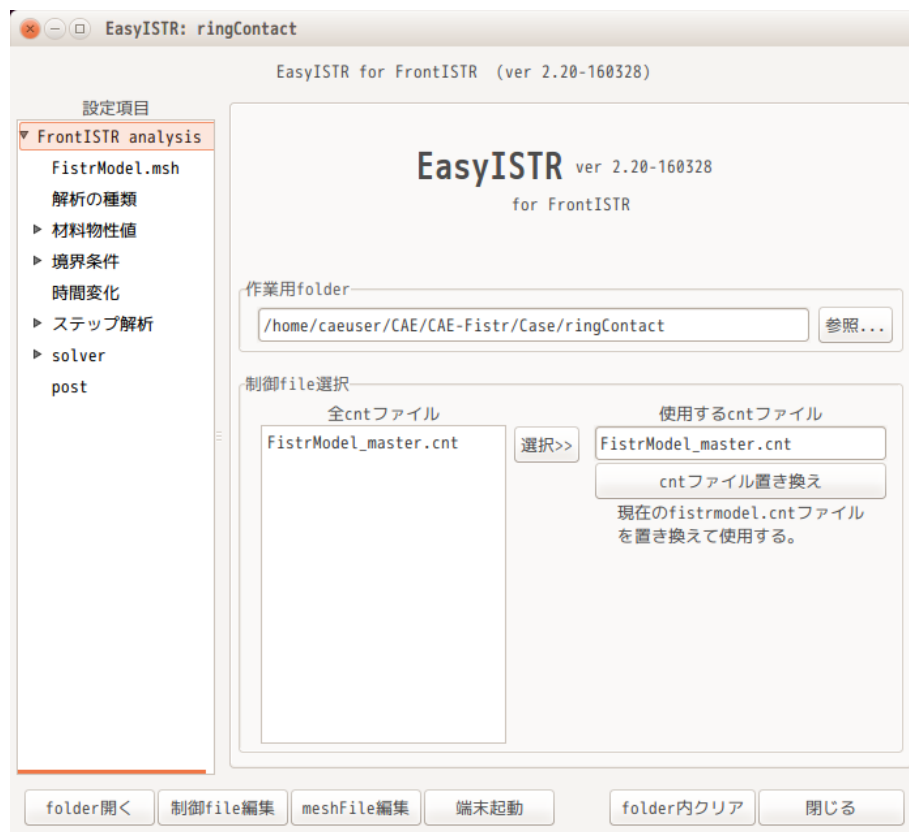 EasyISTR: ringContact
EasyISTR for FrontISTR (ver 2.20-160328)
設定項目
FrontISTR analysis
FistrModel.msh
解析の種類
材料物性値
境界条件
時間変化
ステップ解析
solver
post
EasyISTR ver 2.20-160328
for FrontISTR
作業用folder
/home/caeuser/CAE/CAE-Fistr/Case/ringContact
参照...
制御file選択
全cntファイル
FistrModel_master.cnt
選択>>
使用するcntファイル
FistrModel_master.cnt
cntファイル置き換え
現在のfistrmodel.cntファイル
を置き換えて使用する。
folder開く
制御file編集
meshFile編集
端末起動
folder内クリア
閉じる